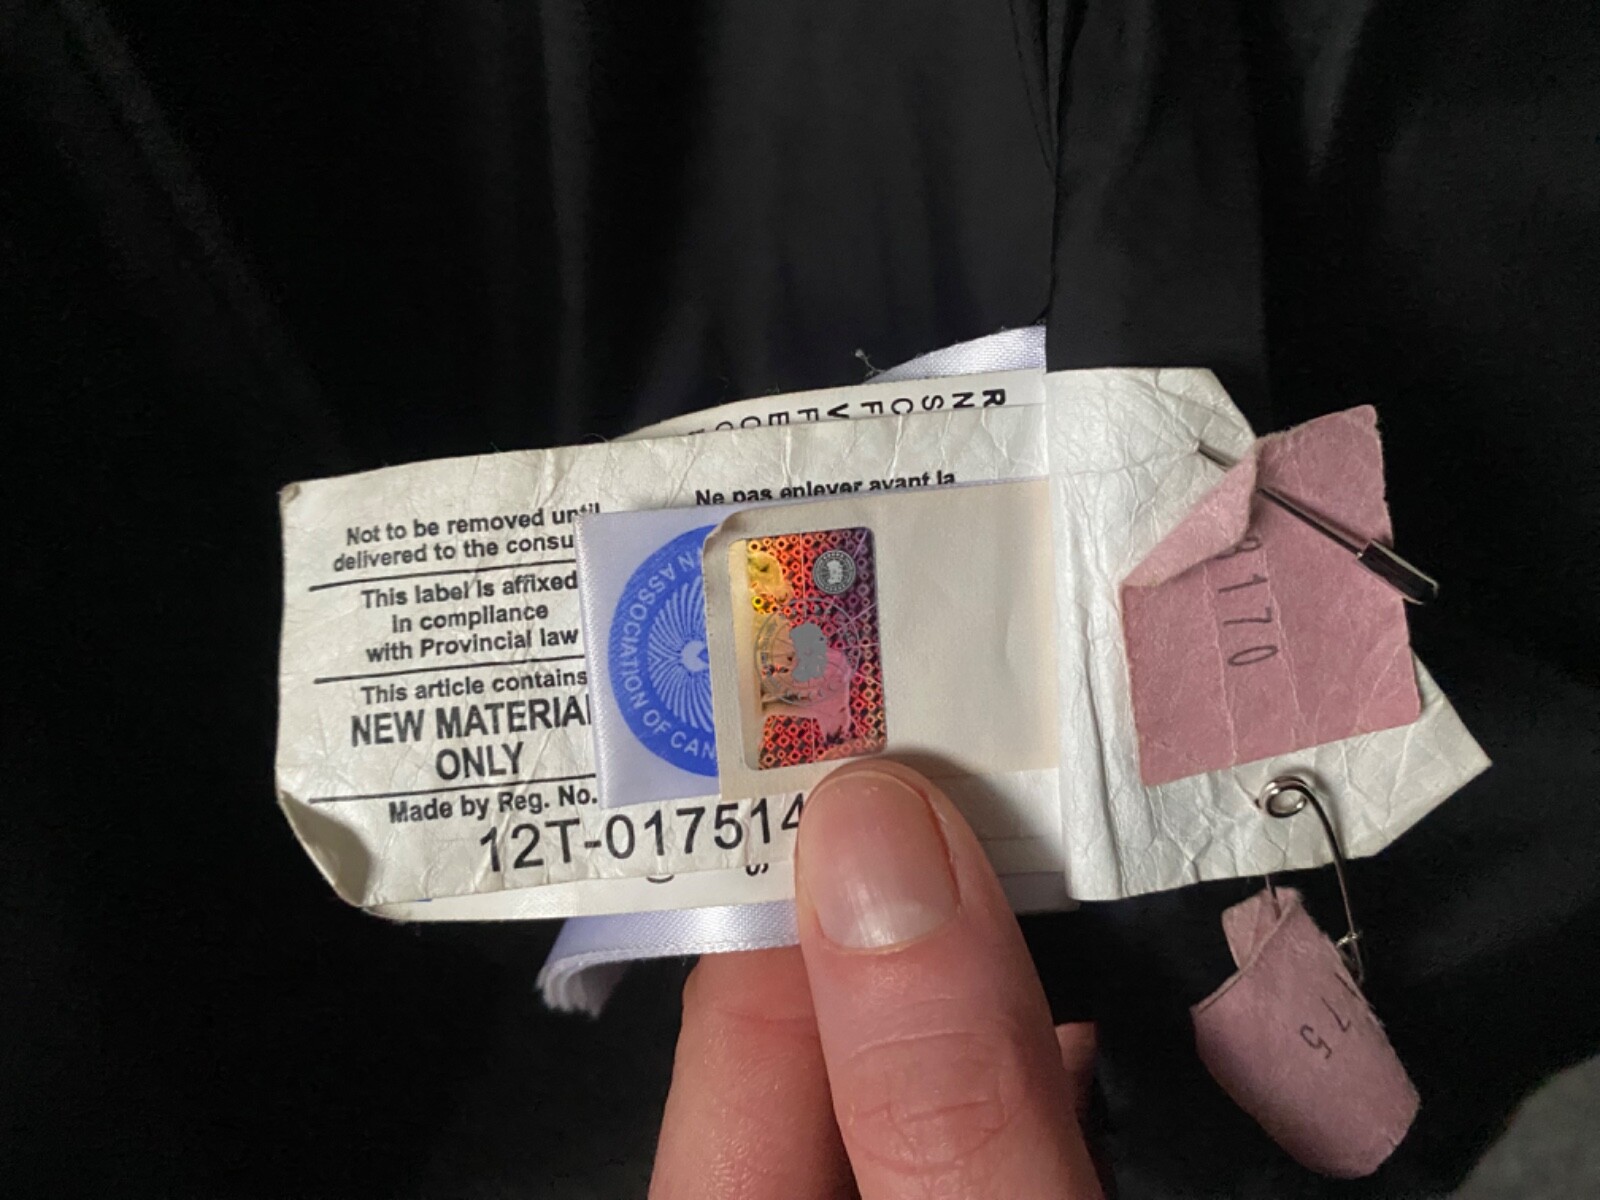 R
N
S
C
F
V
F
E
C
Ne pas enlever avant la
Not to be removed until
delivered to the consu
This label is affixed
In compliance
with Provincial law
This article contains
NEW MATERIAL
ONLY
Made by Reg. No.
12T-017514
N ASSOCIATION OF CAN
9170
75